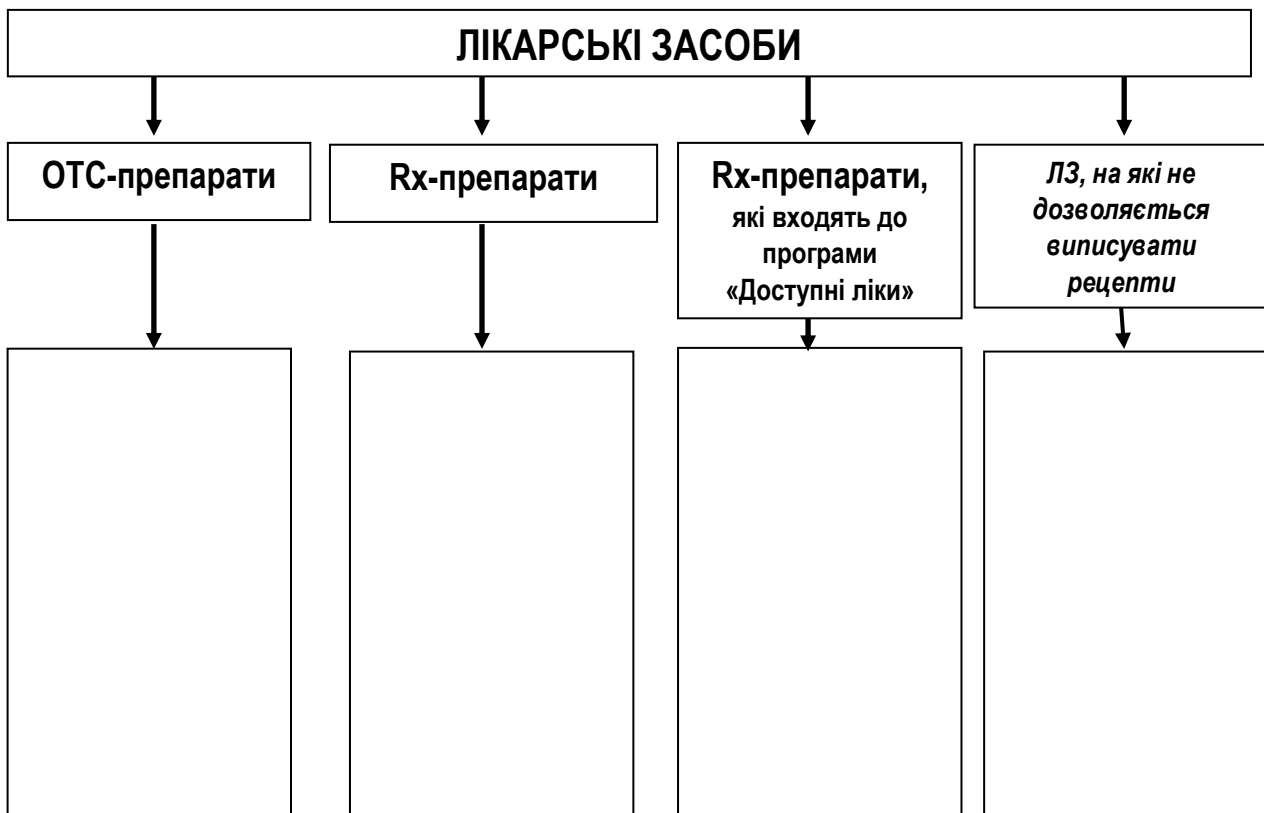 ЛІКАРСЬКІ ЗАСОБИ
ОТС-препарати
Rx-препарати
Rx-препарати,
які входять до
програми
«Доступні ліки»
ЛЗ, на які не
дозволяється
виписувати
рецепти